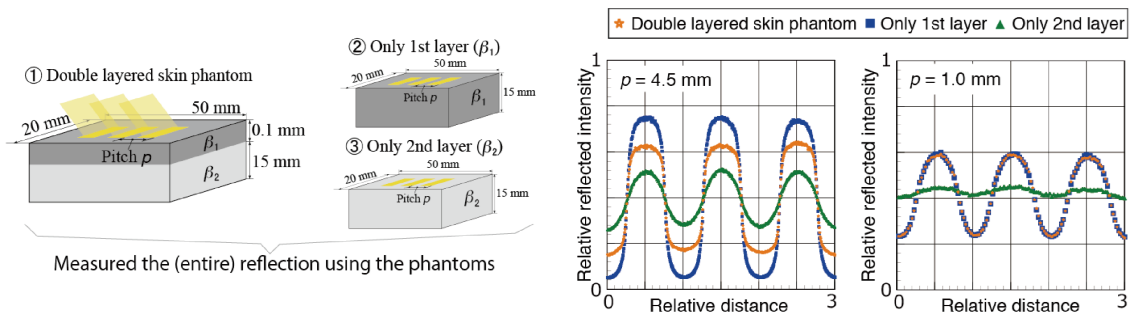 ① Double layered skin phantom
50 mm
20 mm
0.1 mm
Pitch p
β1
15 mm
β2
② Only 1st layer (β1)
50 mm
20 mm
15 mm
Pitch p
β1
③ Only 2nd layer (β2)
50 mm
20 mm
15 mm
Pitch p
β2
Measured the (entire) reflection using the phantoms
Double layered skin phantom
Only 1st layer
Only 2nd layer
1
p = 4.5 mm
Relative reflected intensity
0
0
Relative distance
3
1
p = 1.0 mm
Relative reflected intensity
0
0
Relative distance
3